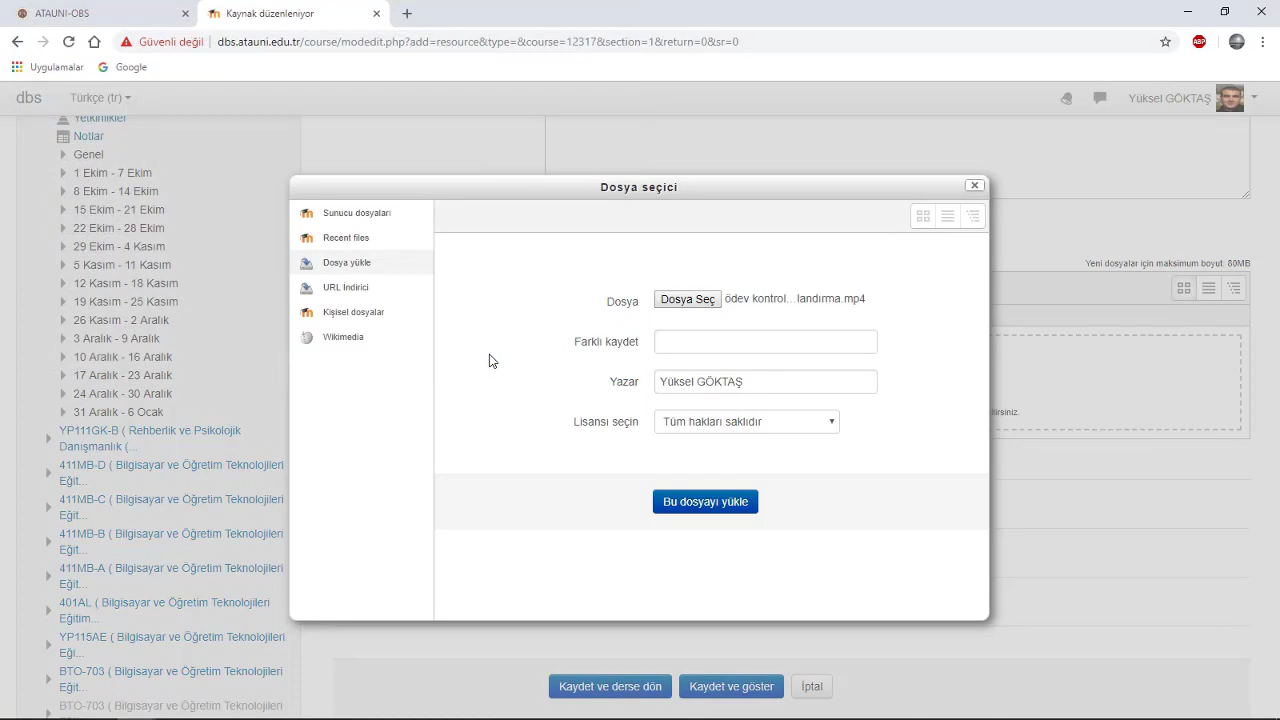 ATAUNI-OBS
Kaynak düzenleniyor
Güvenli değil
dbs.atauni.edu.tr/course/modedit.php?add=resource&type=&course=12317&section=1&return=0&sr=0
ABP
Uygulamalar
Google
dbs
Türkçe (tr)
Yüksel GÖKTAŞ
Yetkinlikler
Notlar
Genel
1 Ekim - 7 Ekim
8 Ekim - 14 Ekim
15 Ekim - 21 Ekim
22 Ekim - 28 Ekim
29 Ekim - 4 Kasım
5 Kasım - 11 Kasım
12 Kasım - 18 Kasım
19 Kasım - 25 Kasım
26 Kasım - 2 Aralık
3 Aralık - 9 Aralık
10 Aralık - 16 Aralık
17 Aralık - 23 Aralık
24 Aralık - 30 Aralık
31 Aralık - 6 Ocak
YP111GK-B ( Rehberlik ve Psikolojik
Danışmanlık (...
411MB-D ( Bilgisayar ve Öğretim Teknolojileri
Eğit...
411MB-C ( Bilgisayar ve Öğretim Teknolojileri
Eğit...
411MB-B ( Bilgisayar ve Öğretim Teknolojileri
Eğit...
411MB-A ( Bilgisayar ve Öğretim Teknolojileri
Eğit...
401AL ( Bilgisayar ve Öğretim Teknolojileri
Eğitim...
YP115AE ( Bilgisayar ve Öğretim Teknolojileri
Eği...
BTO-703 ( Bilgisayar ve Öğretim Teknolojileri
Eğit...
BTO-703 ( Bilgisayar ve Öğretim Teknolojileri
Dosya seçici
Sunucu dosyaları
Recent files
Dosya yükle
URL İndirici
Kişisel dosyalar
Wikimedia
Dosya
Dosya Seç
ödev kontrol...landırma.mp4
Farklı kaydet
Yazar
Yüksel GÖKTAŞ
Lisansı seçin
Tüm hakları saklıdır
Bu dosyayı yükle
Yeni dosyalar için maksimum boyut: 80MB
Kaydet ve derse dön
Kaydet ve göster
İptal